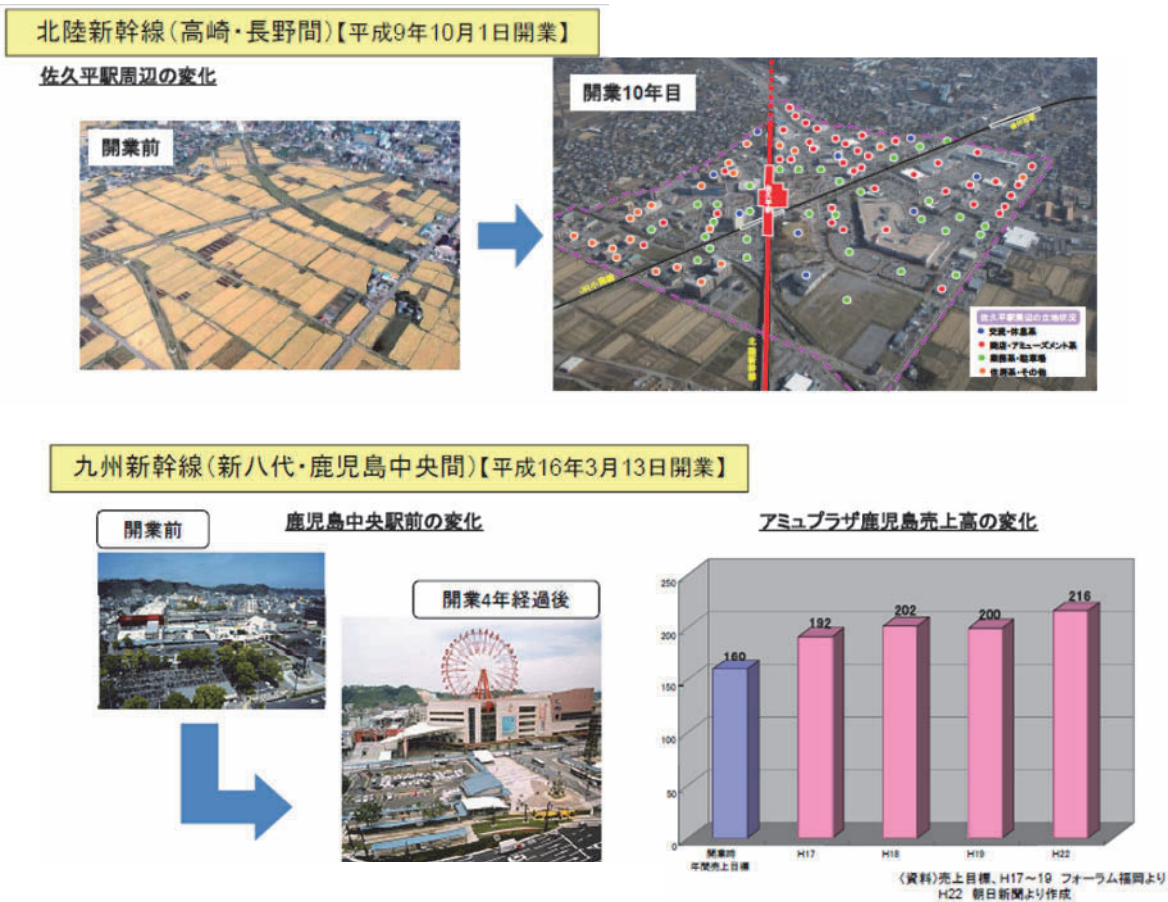 北陸新幹線(高崎・長野間)【平成9年10月1日開業】
佐久平駅周辺の変化
開業前
開業10年目
JR小海線
北陸新幹線
佐久平駅周辺の立地状況
交流・休息系
商店・アミューズメント系
業務系・駐車場
住居系・その他
九州新幹線(新八代・鹿児島中央間)【平成16年3月13日開業】
開業前
鹿児島中央駅前の変化
開業4年経過後
アミュプラザ鹿児島売上高の変化
250
200
150
100
50
0
160
192
202
200
216
開業時
年間売上目標
H17
H18
H19
H22
(資料)売上目標、H17~19 フォーラム福岡より
H22 朝日新聞より作成